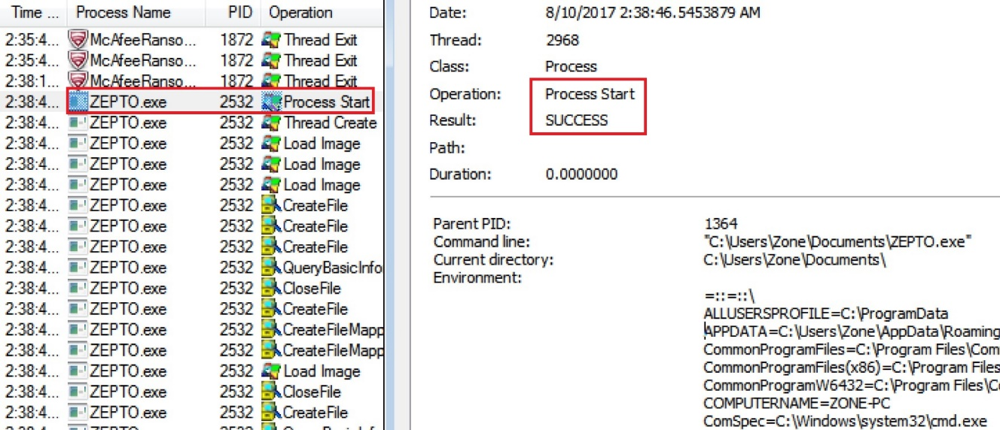 Time ... Process Name PID Operation
2:35:4... McAfeeRanso... 1872 Thread Exit
2:35:4... McAfeeRanso... 1872 Thread Exit
2:38:1... McAfeeRanso... 1872 Thread Exit
2:38:4... ZEPTO.exe 2532 Process Start
2:38:4... ZEPTO.exe 2532 Thread Create
2:38:4... ZEPTO.exe 2532 Load Image
2:38:4... ZEPTO.exe 2532 Load Image
2:38:4... ZEPTO.exe 2532 Load Image
2:38:4... ZEPTO.exe 2532 CreateFile
2:38:4... ZEPTO.exe 2532 CreateFile
2:38:4... ZEPTO.exe 2532 CreateFile
2:38:4... ZEPTO.exe 2532 QueryBasicInfo
2:38:4... ZEPTO.exe 2532 CloseFile
2:38:4... ZEPTO.exe 2532 CreateFile
2:38:4... ZEPTO.exe 2532 CreateFileMapp
2:38:4... ZEPTO.exe 2532 CreateFileMapp
2:38:4... ZEPTO.exe 2532 Load Image
2:38:4... ZEPTO.exe 2532 CloseFile
2:38:4... ZEPTO.exe 2532 CreateFile
Date: 8/10/2017 2:38:46.5453879 AM
Thread: 2968
Class: Process
Operation: Process Start
Result: SUCCESS
Path:
Duration: 0.0000000
Parent PID: 1364
Command line: "C:\Users\Zone\Documents\ZEPTO.exe"
Current directory: C:\Users\Zone\Documents\
Environment:
=::=::\
ALLUSERSPROFILE=C:\ProgramData
APPDATA=C:\Users\Zone\AppData\Roaming
CommonProgramFiles=C:\Program Files\Com
CommonProgramFiles(x86)=C:\Program Files
CommonProgramW6432=C:\Program Files\Co
COMPUTERNAME=ZONE-PC
ComSpec=C:\Windows\system32\cmd.exe